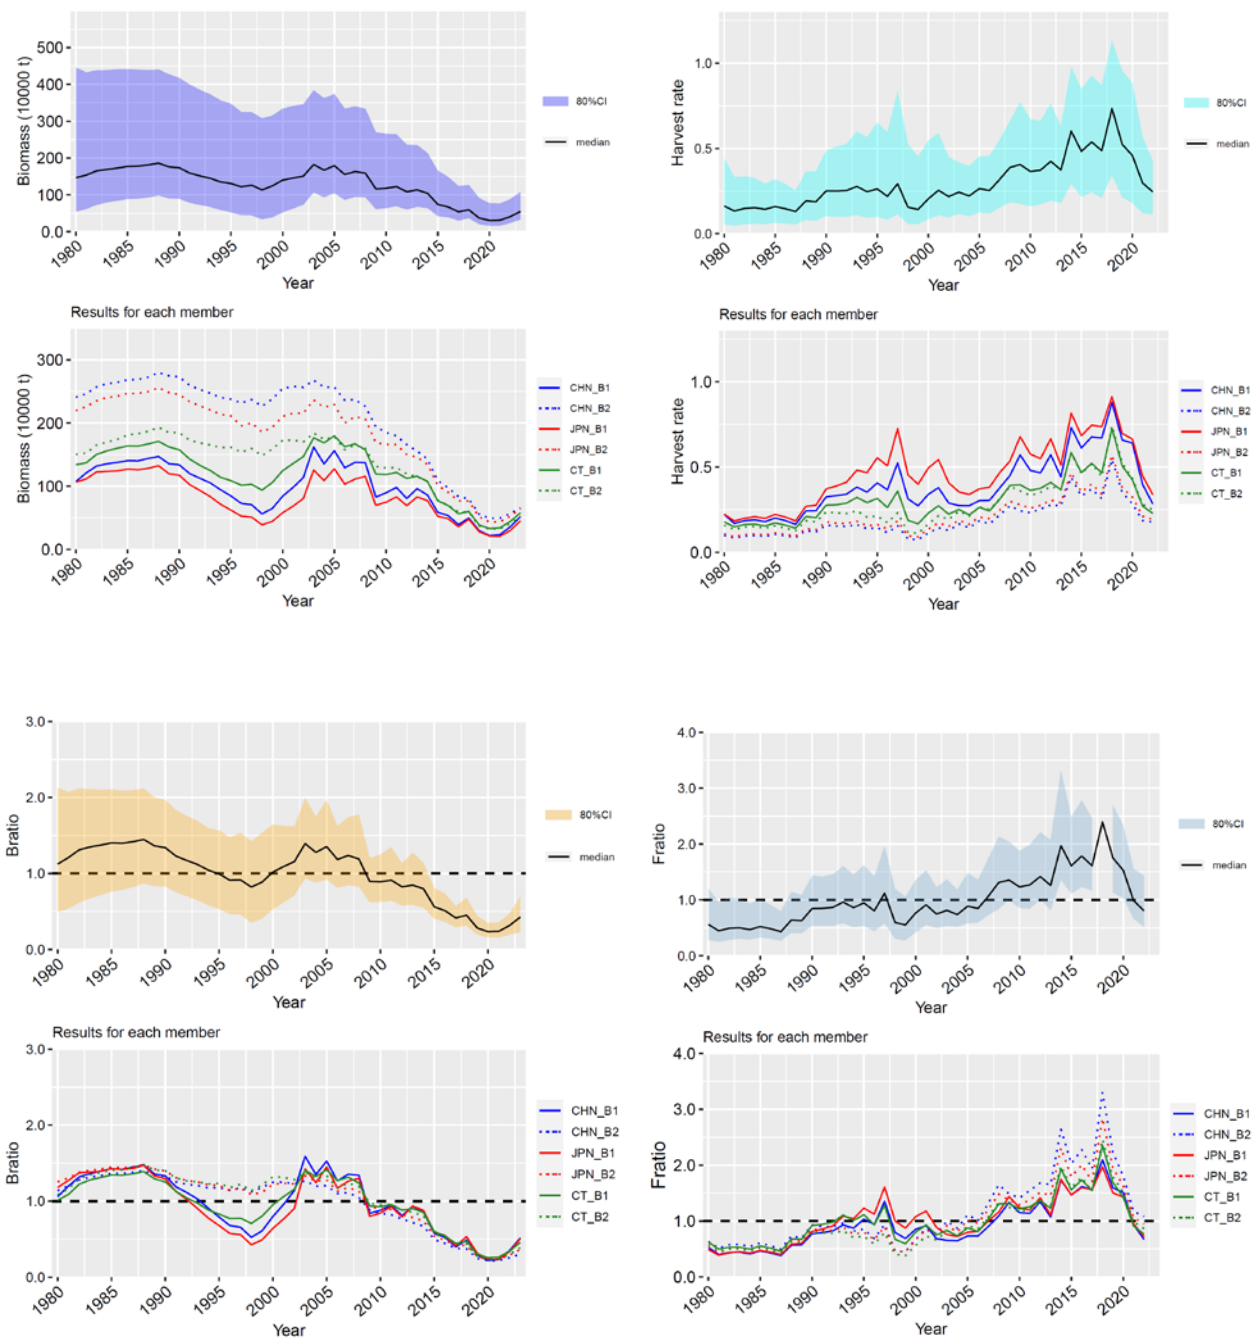 500
400
300
200
100
0.0
Biomass (10000 t)
1980
1985
1990
1995
2000
2005
2010
2015
2020
Year
80%CI
median
1.0
0.5
0.0
Harvest rate
1980
1985
1990
1995
2000
2005
2010
2015
2020
Year
80%CI
median
Results for each member
300
200
100
0.0
Biomass (10000 t)
1980
1985
1990
1995
2000
2005
2010
2015
2020
Year
CHN_B1
CHN_B2
JPN_B1
JPN_B2
CT_B1
CT_B2
Results for each member
1.0
0.5
0.0
Harvest rate
1980
1985
1990
1995
2000
2005
2010
2015
2020
Year
CHN_B1
CHN_B2
JPN_B1
JPN_B2
CT_B1
CT_B2
3.0
2.0
1.0
0.0
Bratio
1980
1985
1990
1995
2000
2005
2010
2015
2020
Year
80%CI
median
4.0
3.0
2.0
1.0
0.0
Fratio
1980
1985
1990
1995
2000
2005
2010
2015
2020
Year
80%CI
median
Results for each member
3.0
2.0
1.0
0.0
Bratio
1980
1985
1990
1995
2000
2005
2010
2015
2020
Year
CHN_B1
CHN_B2
JPN_B1
JPN_B2
CT_B1
CT_B2
Results for each member
4.0
3.0
2.0
1.0
0.0
Fratio
1980
1985
1990
1995
2000
2005
2010
2015
2020
Year
CHN_B1
CHN_B2
JPN_B1
JPN_B2
CT_B1
CT_B2